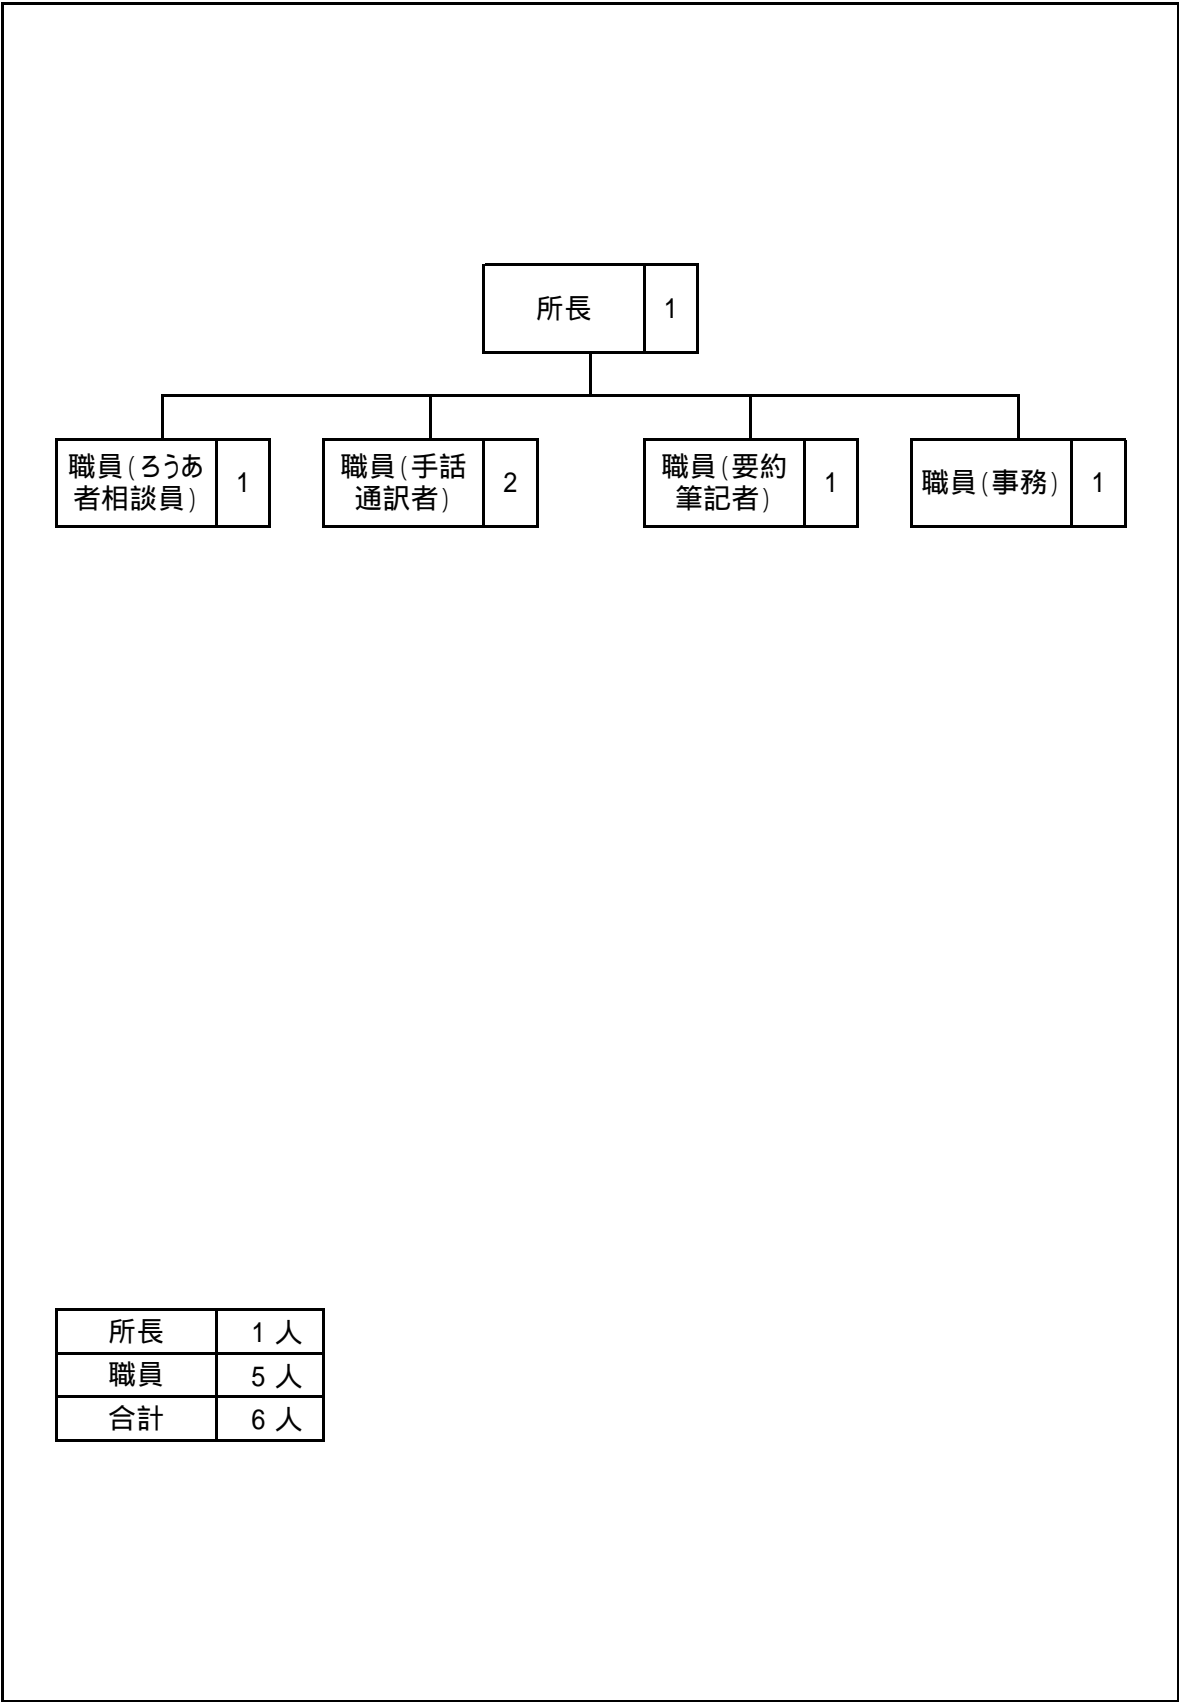 所長 1
職員(ろうあ
者相談員) 1
職員(手話
通訳者) 2
職員(要約
筆記者) 1
職員(事務) 1
所長 1 人
職員 5 人
合計 6 人